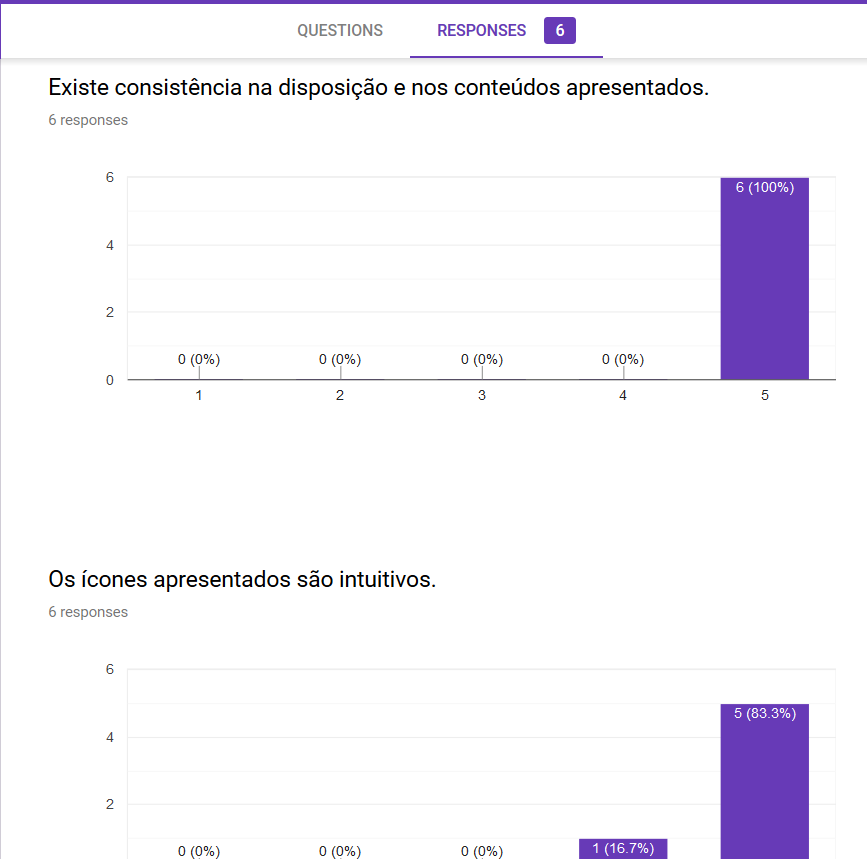 QUESTIONS RESPONSES 6
Existe consistência na disposição e nos conteúdos apresentados.
6 responses
6
6 (100%)
4
2
0 (0%) 0 (0%) 0 (0%) 0 (0%)
0
1 2 3 4 5
Os ícones apresentados são intuitivos.
6 responses
6
5 (83.3%)
4
2
0 (0%) 0 (0%) 0 (0%) 1 (16.7%)